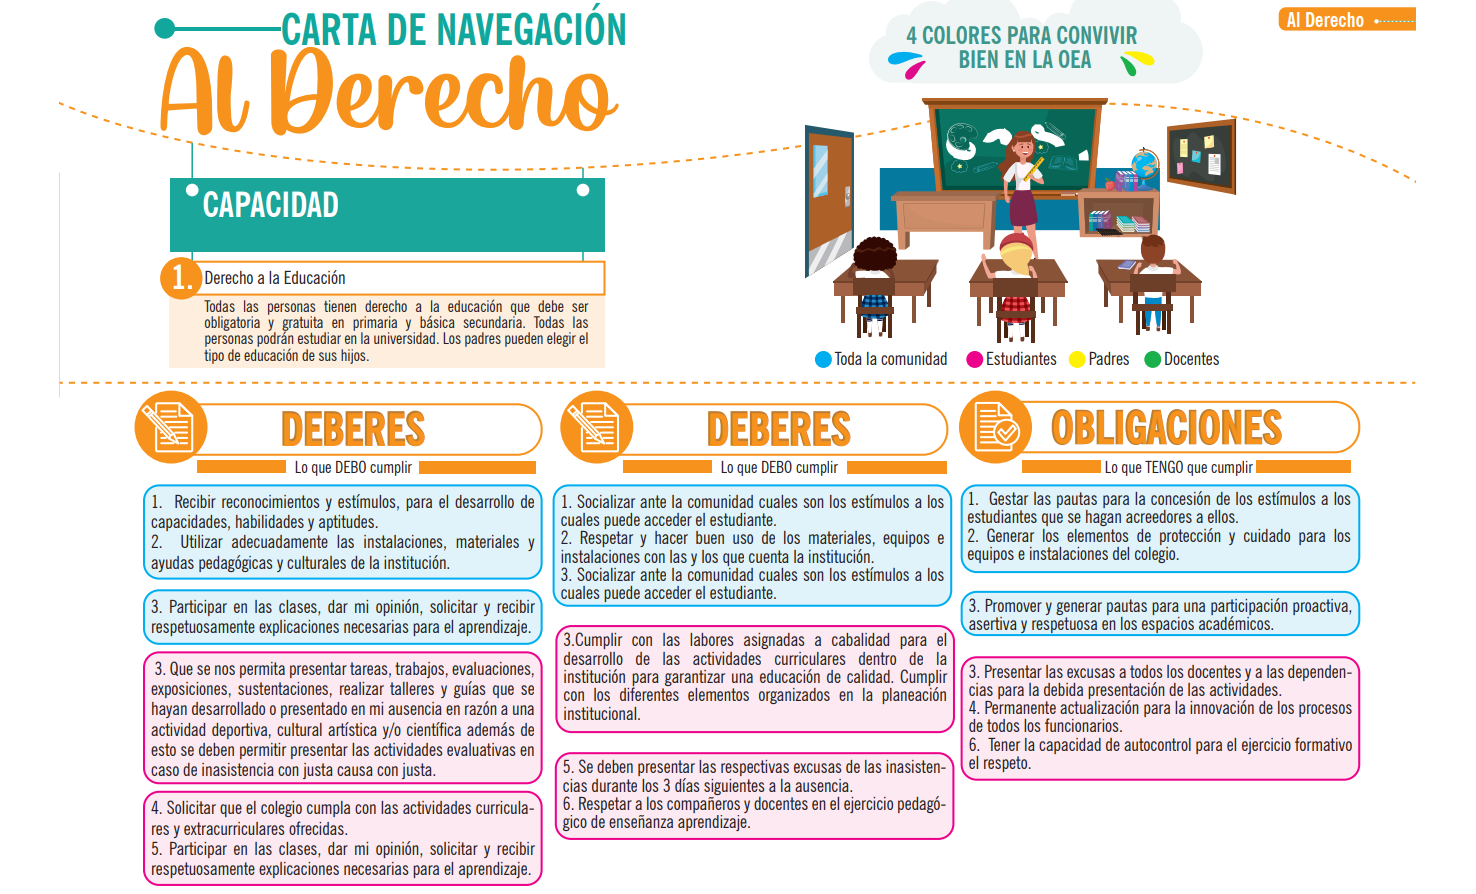 CARTA DE NAVEGACIÓN
Al Derecho
4 COLORES PARA CONVIVIR
BIEN EN LA OEA
Al Derecho
CAPACIDAD
1.
Derecho a la Educación
Todas las personas tienen derecho a la educación que debe ser
obligatoria y gratuita en primaria y básica secundaria. Todas las
personas podrán estudiar en la universidad. Los padres pueden elegir el
tipo de educación de sus hijos.
Toda la comunidad
Estudiantes
Padres
Docentes
DEBERES
Lo que DEBO cumplir
1. Recibir reconocimientos y estímulos, para el desarrollo de
capacidades, habilidades y aptitudes.
2. Utilizar adecuadamente las instalaciones, materiales y
ayudas pedagógicas y culturales de la institución.
3. Participar en las clases, dar mi opinión, solicitar y recibir
respetuosamente explicaciones necesarias para el aprendizaje.
3. Que se nos permita presentar tareas, trabajos, evaluaciones,
exposiciones, sustentaciones, realizar talleres y guías que se
hayan desarrollado o presentado en mi ausencia en razón a una
actividad deportiva, cultural artística y/o científica además de
esto se deben permitir presentar las actividades evaluativas en
caso de inasistencia con justa causa con justa.
4. Solicitar que el colegio cumpla con las actividades curricula-
res y extracurriculares ofrecidas.
5. Participar en las clases, dar mi opinión, solicitar y recibir
respetuosamente explicaciones necesarias para el aprendizaje.
DEBERES
Lo que DEBO cumplir
1. Socializar ante la comunidad cuales son los estímulos a los
cuales puede acceder el estudiante.
2. Respetar y hacer buen uso de los materiales, equipos e
instalaciones con las y los que cuenta la institución.
3. Socializar ante la comunidad cuales son los estímulos a los
cuales puede acceder el estudiante.
3.Cumplir con las labores asignadas a cabalidad para el
desarrollo de las actividades curriculares dentro de la
institución para garantizar una educación de calidad. Cumplir
con los diferentes elementos organizados en la planeación
institucional.
5. Se deben presentar las respectivas excusas de las inasisten-
cias durante los 3 días siguientes a la ausencia.
6. Respetar a los compañeros y docentes en el ejercicio pedagó-
gico de enseñanza aprendizaje.
OBLIGACIONES
Lo que TENGO que cumplir
1. Gestar las pautas para la concesión de los estímulos a los
estudiantes que se hagan acreedores a ellos.
2. Generar los elementos de protección y cuidado para los
equipos e instalaciones del colegio.
3. Promover y generar pautas para una participación proactiva,
asertiva y respetuosa en los espacios académicos.
3. Presentar las excusas a todos los docentes y a las dependen-
cias para la debida presentación de las actividades.
4. Permanente actualización para la innovación de los procesos
de todos los funcionarios.
6. Tener la capacidad de autocontrol para el ejercicio formativo
el respeto.